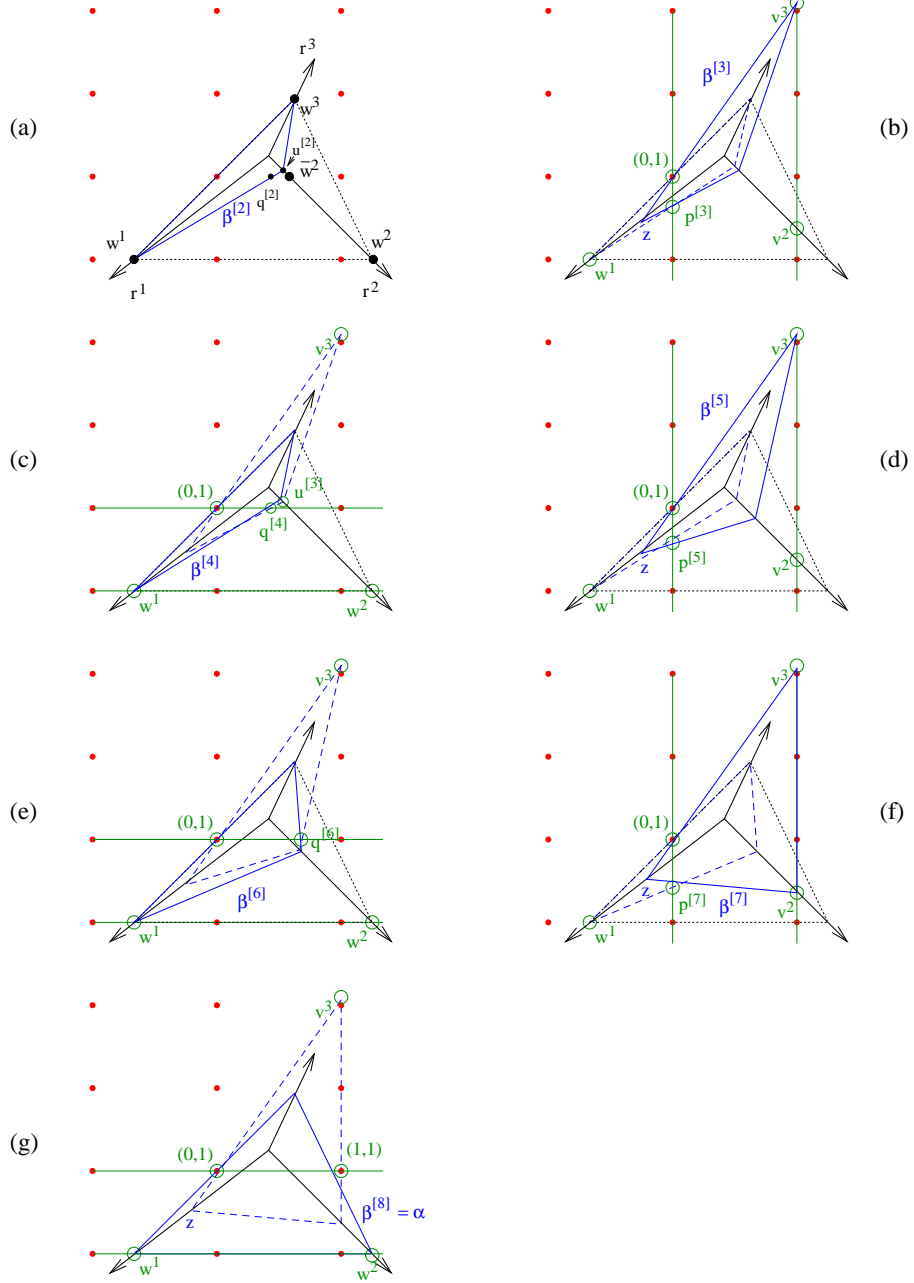 (a)
r³
w³
u^[2]
w̄²
q^[2]
β^[2]
w¹
w²
r¹
r²
(b)
v³
β^[3]
(0,1)
p^[3]
z
v²
w¹
(c)
v³
(0,1)
u^[3]
q^[4]
β^[4]
w¹
w²
(d)
v³
β^[5]
(0,1)
p^[5]
z
v²
w¹
(e)
v³
(0,1)
q^[6]
β^[6]
w¹
w²
(f)
v³
(0,1)
z
p^[7]
β^[7]
v²
w¹
(g)
v³
(0,1)
(1,1)
z
β^[8] = α
w¹
w²